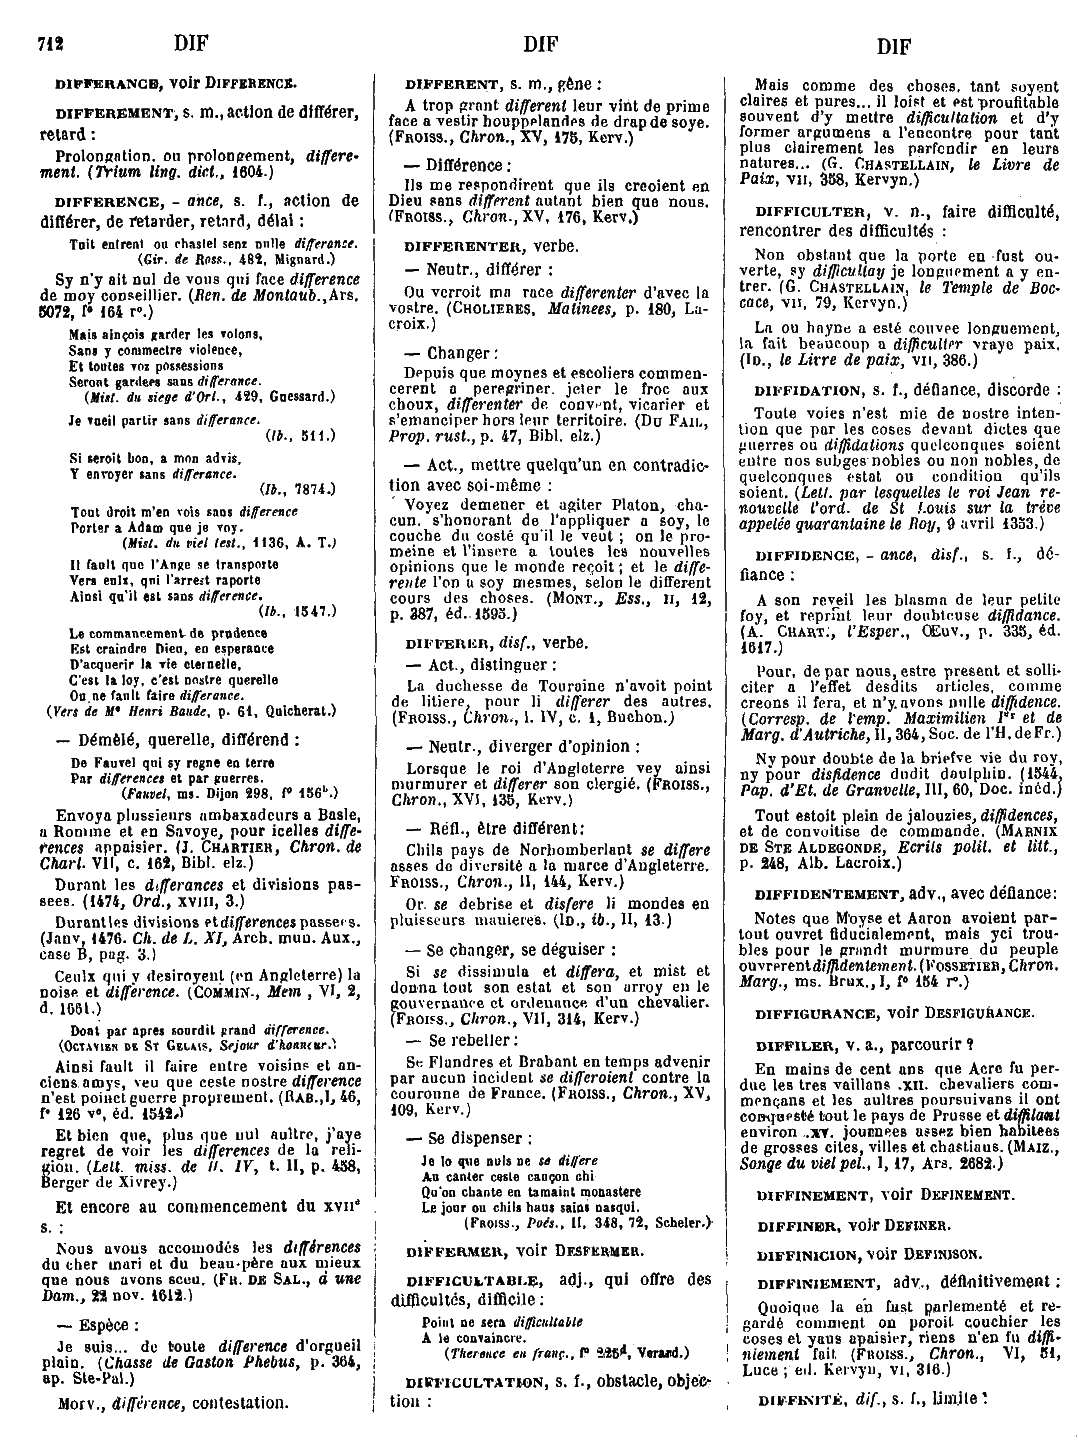 712 DIF DIF DIF
DIFFERANCE, voir DIFFERENCE.
DIFFEREMENT, s. m., action de différer,
retard :
Prolongation, ou prolongement, differe-
ment. (Trium ling. dict., 1604.)
DIFFERENCE, - ance, s. f., action de
différer, de retarder, retard, délai :
Tuit entrent ou chastel senz nulle differance.
(Gir. de Ross., 482, Mignard.)
Sy n'y ait nul de vous qui face difference
de moy conseillier. (Ren. de Montaub., Ars.
5072, f° 164 r°.)
Mais ainçois garder les volons,
Sans y commectre violence,
Et toutes voz possessions
Seront gardees sans differance.
(Mist. du siege d'Orl., 429, Guessard.)
Je vueil partir sans differance.
(Ib., 511.)
Si seroit bon, a mon advis,
Y envoyer sans differance.
(Ib., 7874.)
Tout droit m'en vois sans difference
Porter a Adam que je voy.
(Mist. du viel test., 1136, A. T.)
Il fault que l'Ange se transporte
Vers eulx, qui l'arrest raporte
Ainsi qu'il est sans difference.
(Ib., 1547.)
Le commancement de prudence
Est craindre Dieu, en esperance
D'acquerir la vie eternelle,
C'est la loy, c'est nostre querelle
Ou ne fault faire differance.
(Vers de M° Henri Baude, p. 61, Quicherat.)
— Démêlé, querelle, différend :
De Fauvel qui sy regne en terre
Par differences et par guerres.
(Fauvel, ms. Dijon 298, f° 156b.)
Envoya plussieurs ambaxadeurs a Basle,
a Romme et en Savoye, pour icelles diffe-
rences appaisier. (J. CHARTIER, Chron. de
Charl. VII, c. 162, Bibl. elz.)
Durant les differances et divisions pas-
sees. (1474, Ord., XVIII, 3.)
Durant les divisions et differences passees.
(Janv. 1476. Ch. de L. XI, Arch. mun. Aux.,
case B, pag. 3.)
Ceulx qui y desiroyent (en Angleterre) la
noise et difference. (COMMIN., Mem , VI, 2,
d. 1661.)
Dont par apres sourdit grand difference.
(OCTAVIEN DE ST GELAIS, Sejour d'honneur.)
Ainsi fault il faire entre voisins et an-
ciens amys, veu que ceste nostre difference
n'est poinct guerre proprement. (RAB., I, 46,
f° 126 v°, éd. 1542.)
Et bien que, plus que nul aultre, j'aye
regret de voir les differences de la reli-
gion. (Lett. miss. de H. IV, t. II, p. 458,
Berger de Xivrey.)
Et encore au commencement du XVIIe
s. :
Nous avons accomodés les différences
du cher mari et du beau-père aux mieux
que nous avons sceu. (FR. DE SAL., à une
Dam., 22 nov. 1612.)
— Espèce :
Je suis... de toute difference d'orgueil
plain. (Chasse de Gaston Phebus, p. 364,
ap. Ste-Pal.)
Morv., différence, contestation.
DIFFERENT, s. m., gêne :
A trop grant different leur vint de prime
face a vestir houppelandes de drap de soye.
(FROISS., Chron., XV, 175, Kerv.)
— Différence :
Ils me respondirent que ils creoient en
Dieu sans different autant bien que nous.
(FROISS., Chron., XV, 176, Kerv.)
DIFFERENTER, verbe.
— Neutr., différer :
Ou verroit ma race differenter d'avec la
vostre. (CHOLIERES, Matinees, p. 180, La-
croix.)
— Changer :
Depuis que moynes et escoliers commen-
cerent a peregriner, jeter le froc aux
choux, differenter de convent, vicarier et
s'emanciper hors leur territoire. (DU FAIL,
Prop. rust., p. 47, Bibl. elz.)
— Act., mettre quelqu'un en contradic-
tion avec soi-même :
Voyez demener et agiter Platon, cha-
cun, s'honorant de l'appliquer a soy, le
couche du costé qu'il le veut ; on le pro-
meine et l'insere a toutes les nouvelles
opinions que le monde reçoit ; et le diffe-
rente l'on a soy mesmes, selon le different
cours des choses. (MONT., Ess., II, 12,
p. 387, éd. 1595.)
DIFFERER, disf., verbe.
— Act., distinguer :
La duchesse de Touraine n'avoit point
de litiere, pour li differer des autres.
(FROISS., Chron., l. IV, c. 1, Buchon.)
— Neutr., diverger d'opinion :
Lorsque le roi d'Angleterre vey ainsi
murmurer et differer son clergié. (FROISS.,
Chron., XVI, 135, Kerv.)
— Réfl., être différent :
Chils pays de Norhomberlant se differe
asses de diversité a la marce d'Angleterre.
FROISS., Chron., II, 144, Kerv.)
Or se debrise et disfere li mondes en
pluisseurs manieres. (ID., ib., II, 13.)
— Se changer, se déguiser :
Si se dissimula et differa, et mist et
donna tout son estat et son arroy en le
gouvernance et ordenance d'un chevalier.
(FROISS., Chron., VII, 314, Kerv.)
— Se rebeller :
Se Flandres et Brabant en temps advenir
par aucun incident se differoient contre la
couronne de France. (FROISS., Chron., XV,
109, Kerv.)
— Se dispenser :
Je lo que nuls ne se differe
Au canter ceste cançon chi
Qu'on chante en tamaint monastere
Le jour ou chils haus sains nasqui.
(FROISS., Poés., II, 348, 72, Scheler.)
DIFFERMER, voir DESFERMER.
DIFFICULTABLE, adj., qui offre des
difficultés, difficile :
Point ne sera difficultable
A le convaincre.
(Therence en franç., f° 225d, Verard.)
DIFFICULTATION, s. f., obstacle, objec-
tion :
Mais comme des choses, tant soyent
claires et pures... il loist et est proufitable
souvent d'y mettre difficultation et d'y
former argumens a l'encontre pour tant
plus clairement les parfondir en leurs
natures... (G. CHASTELLAIN, le Livre de
Paix, VII, 358, Kervyn.)
DIFFICULTER, v. n., faire difficulté,
rencontrer des difficultés :
Non obstant que la porte en fust ou-
verte, sy difficultay je longuement a y en-
trer. (G. CHASTELLAIN, le Temple de Boc-
cace, VII, 79, Kervyn.)
La ou hayne a esté couvee longuement,
la fait beaucoup a difficulter vraye paix.
(ID., le Livre de paix, VII, 386.)
DIFFIDATION, s. f., défiance, discorde :
Toute voies n'est mie de nostre inten-
tion que par les coses devant dictes que
guerres ou diffidations quelconques soient
entre nos subges nobles ou non nobles, de
quelconques estat ou condition qu'ils
soient. (Lett. par lesquelles le roi Jean re-
nouvelle l'ord. de St Louis sur la trève
appelée quarantaine le Roy, 9 avril 1353.)
DIFFIDENCE, - ance, disf., s. f., dé-
fiance :
A son reveil les blasma de leur petite
foy, et reprint leur doubteuse diffidance.
(A. CHART., l'Esper., Œuv., p. 335, éd.
1617.)
Pour, de par nous, estre present et solli-
citer a l'effet desdits articles, comme
creons il fera, et n'y avons nulle diffidence.
(Corresp. de l'emp. Maximilien Ier et de
Marg. d'Autriche, II, 364, Soc. de l'H. de Fr.)
Ny pour doubte de la briefve vie du roy,
ny pour disfidence dudit daulphin. (1544,
Pap. d'Et. de Granvelle, III, 60, Doc. inéd.)
Tout estoit plein de jalouzies, diffidences,
et de convoitise de commande. (MARNIX
DE STE ALDEGONDE, Ecrits polit. et litt.,
p. 248, Alb. Lacroix.)
DIFFIDENTEMENT, adv., avec défiance :
Notes que Moyse et Aaron avoient par-
tout ouvret fiducialement, mais yci trou-
bles pour le grandt murmure du peuple
ouvrerent diffidentement. (FOSSETIER, Chron.
Marg., ms. Brux., I, f° 154 r°.)
DIFFIGURANCE, voir DESFIGURANCE.
DIFFILER, v. a., parcourir ?
En mains de cent ans que Acre fu per-
due les tres vaillans .XII. chevaliers com-
mençans et les aultres poursuivans il ont
conquesté tout le pays de Prusse et diffilant
environ .XV. journees assez bien habitees
de grosses cites, villes et chastiaus. (MAIZ.,
Songe du viel pel., I, 17, Ars. 2682.)
DIFFINEMENT, voir DEFINEMENT.
DIFFINER, voir DEFINER.
DIFFINICION, voir DEFINISON.
DIFFINIEMENT, adv., définitivement :
Quoique la en fust parlementé et re-
gardé comment on poroit couchier les
coses et yaus apaisier, riens n'en fu diffi-
niement fait. (FROISS., Chron., VI, 51,
Luce ; ed. Kervyn, VI, 316.)
DIFFINITÉ, dif., s. f., limite :